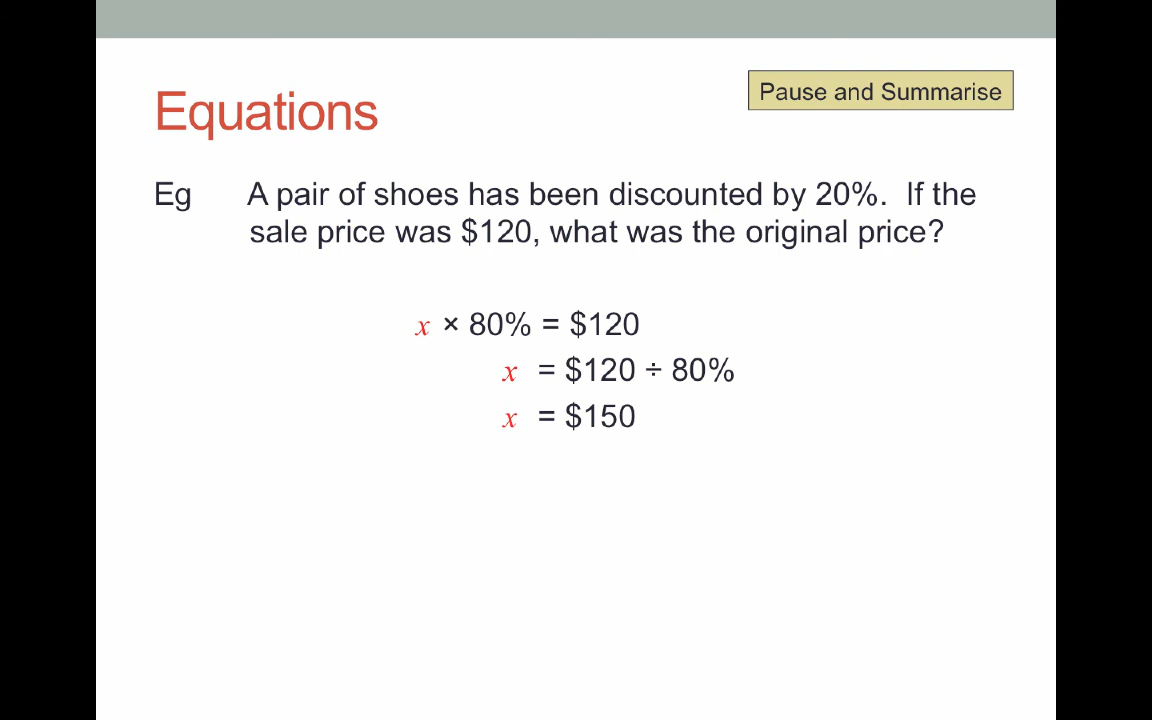 Equations
Pause and Summarise
Eg A pair of shoes has been discounted by 20%. If the
sale price was $120, what was the original price?
x × 80% = $120
x = $120 ÷ 80%
x = $150